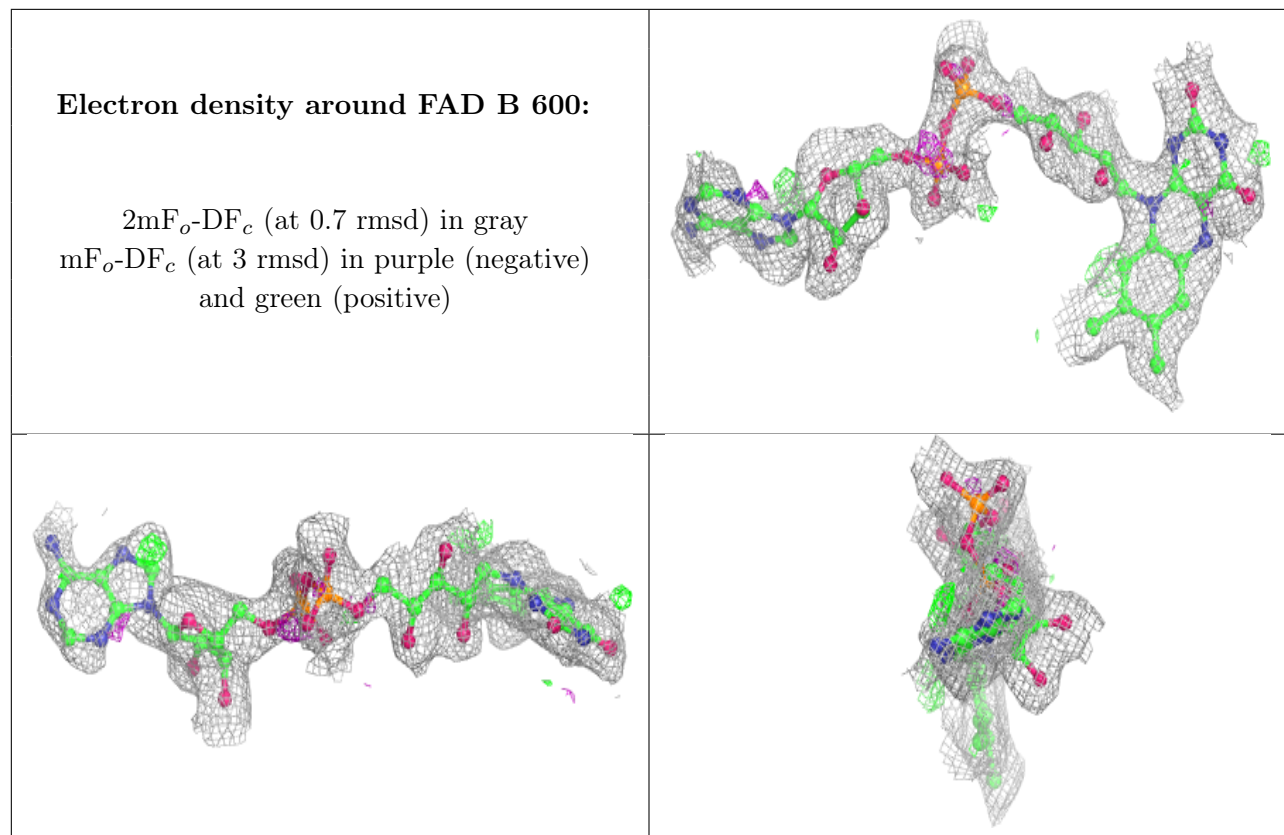 Electron density around FAD B 600:
2mFo-DFc (at 0.7 rmsd) in gray
mFo-DFc (at 3 rmsd) in purple (negative)
and green (positive)